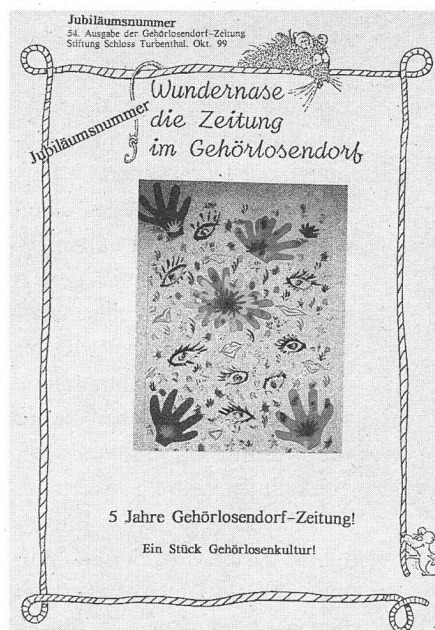 Jubiläumsnummer
54. Ausgabe der Gehörlosendorf-Zeitung
Stiftung Schloss Turbenthal. Okt. 99
Jubiläumsnummer
Wundernase
die Zeitung
im Gehörlosendorf
5 Jahre Gehörlosendorf-Zeitung!
Ein Stück Gehörlosenkultur!